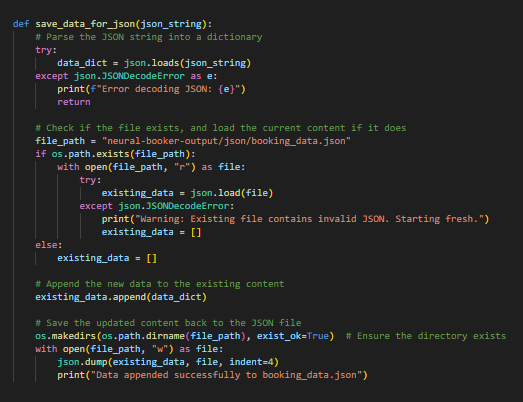 def save_data_for_json(json_string):
    # Parse the JSON string into a dictionary
    try:
        data_dict = json.loads(json_string)
    except json.JSONDecodeError as e:
        print(f"Error decoding JSON: {e}")
        return

    # Check if the file exists, and load the current content if it does
    file_path = "neural-booker-output/json/booking_data.json"
    if os.path.exists(file_path):
        with open(file_path, "r") as file:
            try:
                existing_data = json.load(file)
            except json.JSONDecodeError:
                print("Warning: Existing file contains invalid JSON. Starting fresh.")
                existing_data = []
    else:
        existing_data = []

    # Append the new data to the existing content
    existing_data.append(data_dict)

    # Save the updated content back to the JSON file
    os.makedirs(os.path.dirname(file_path), exist_ok=True)  # Ensure the directory exists
    with open(file_path, "w") as file:
        json.dump(existing_data, file, indent=4)
        print("Data appended successfully to booking_data.json")